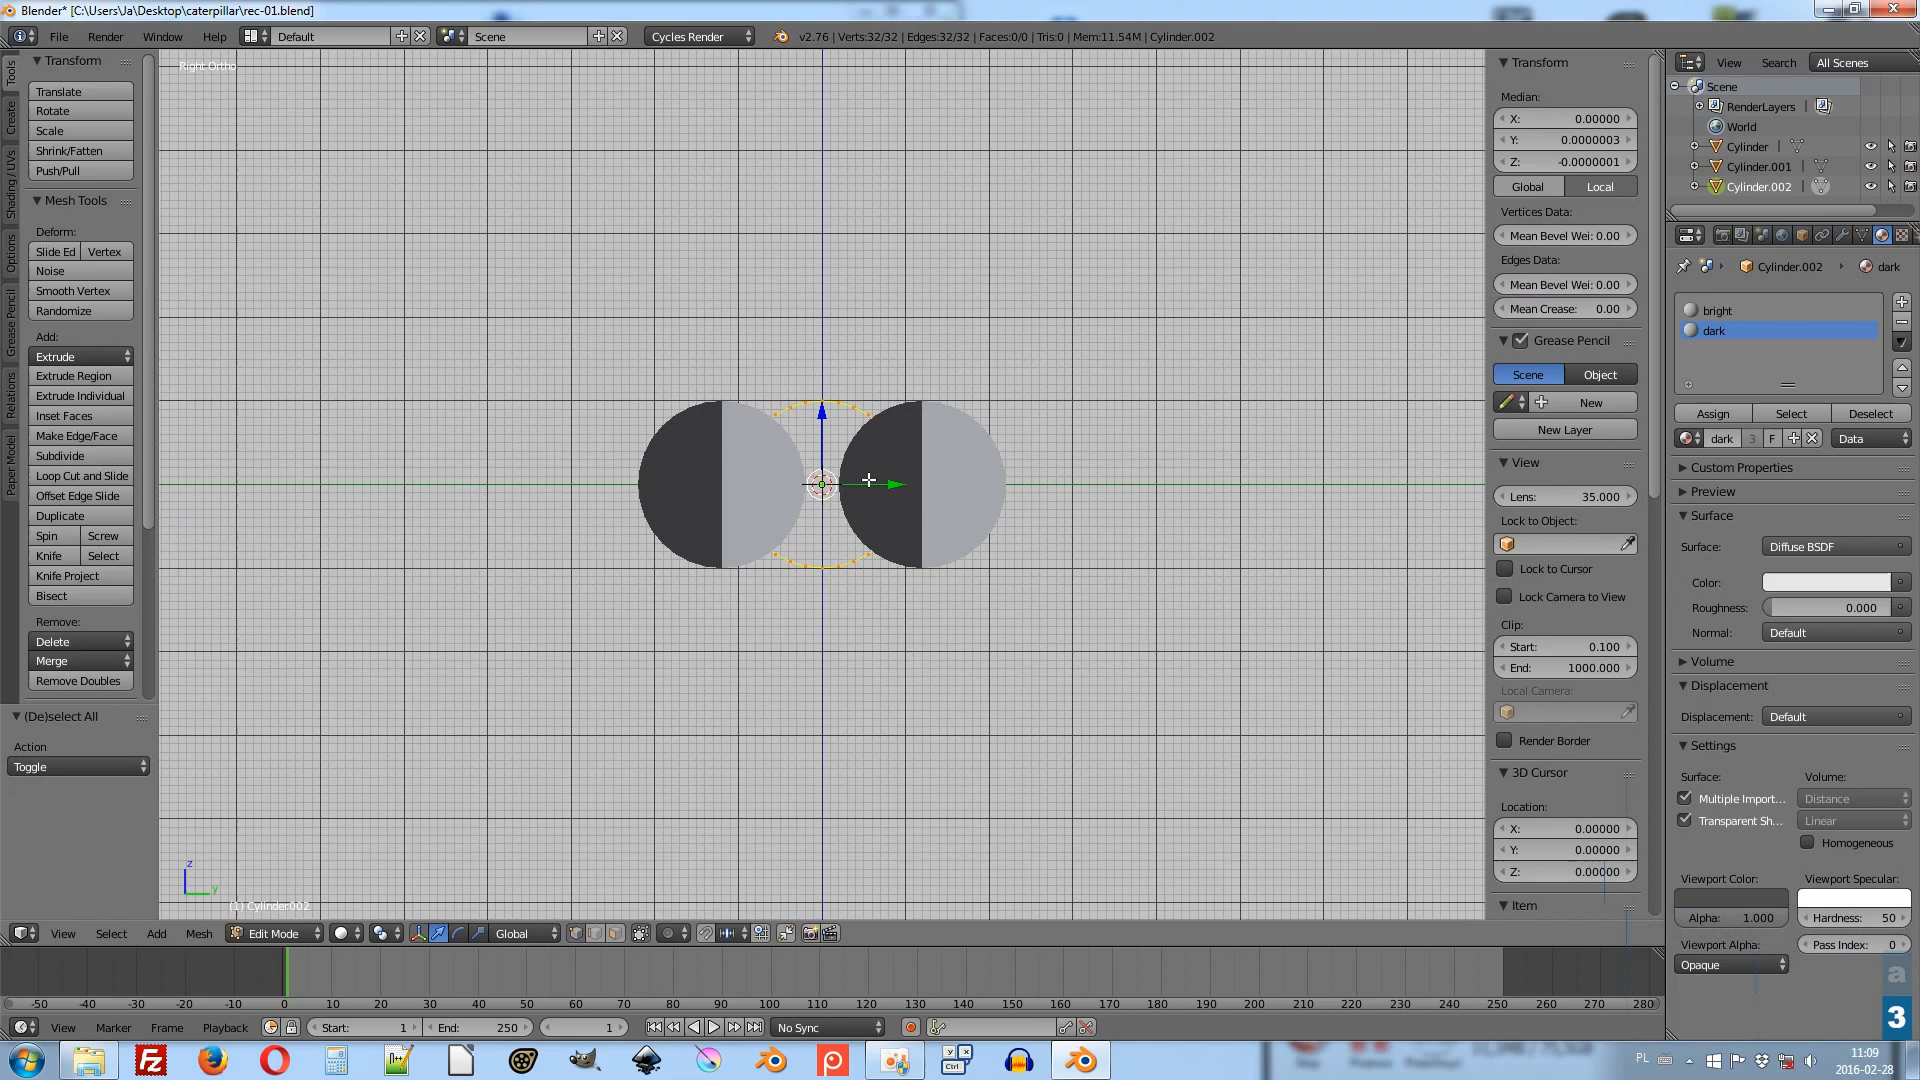 Blender* [C:\Users\Ja\Desktop\caterpillar\rec-01.blend]
File Render Window Help Default Scene Cycles Render v2.76 | Verts:32/32 | Edges:32/32 | Faces:0/0 | Tris:0 | Mem:11.54M | Cylinder.002
Tools
Create
Shading / UVs
Options
Grease Pencil
Relations
Paper Model
Transform
Translate
Rotate
Scale
Shrink/Fatten
Push/Pull
Mesh Tools
Deform:
Slide Ed Vertex
Noise
Smooth Vertex
Randomize
Add:
Extrude
Extrude Region
Extrude Individual
Inset Faces
Make Edge/Face
Subdivide
Loop Cut and Slide
Offset Edge Slide
Duplicate
Spin Screw
Knife Select
Knife Project
Bisect
Remove:
Delete
Merge
Remove Doubles
(De)select All
Action
Toggle
Right Ortho
z
y
(1) Cylinder.002
Transform
Median:
X: 0.00000
Y: 0.0000003
Z: -0.0000001
Global Local
Vertices Data:
Mean Bevel Wei: 0.00
Edges Data:
Mean Bevel Wei: 0.00
Mean Crease: 0.00
Grease Pencil
Scene Object
New
New Layer
View
Lens: 35.000
Lock to Object:
Lock to Cursor
Lock Camera to View
Clip:
Start: 0.100
End: 1000.000
Local Camera:
Render Border
3D Cursor
Location:
X: 0.00000
Y: 0.00000
Z: 0.00000
Item
View Search All Scenes
Scene
RenderLayers
World
Cylinder
Cylinder.001
Cylinder.002
Cylinder.002 dark
bright
dark
Assign Select Deselect
dark 3 F Data
Custom Properties
Preview
Surface
Surface: Diffuse BSDF
Color:
Roughness: 0.000
Normal: Default
Volume
Displacement
Displacement: Default
Settings
Surface: Volume:
Multiple Import... Distance
Transparent Sh... Linear
Homogeneous
Viewport Color: Viewport Specular:
Alpha: 1.000 Hardness: 50
Viewport Alpha: Pass Index: 0
Opaque
a
3
View Select Add Mesh Edit Mode Global
-50 -40 -30 -20 -10 0 10 20 30 40 50 60 70 80 90 100 110 120 130 140 150 160 170 180 190 200 210 220 230 240 250 260 270 280
View Marker Frame Playback Start: 1 End: 250 1 No Sync
Ctrl
PL
11:09
2016-02-28